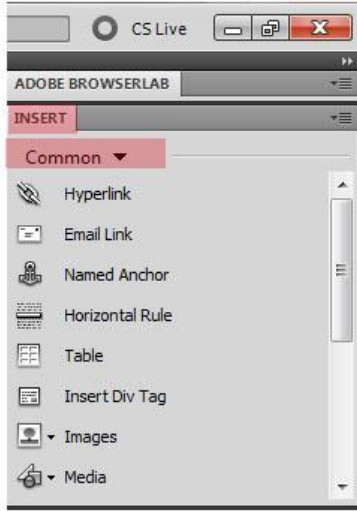 CS Live
ADOBE BROWSERLAB
INSERT
Common
Hyperlink
Email Link
Named Anchor
Horizontal Rule
Table
Insert Div Tag
Images
Media